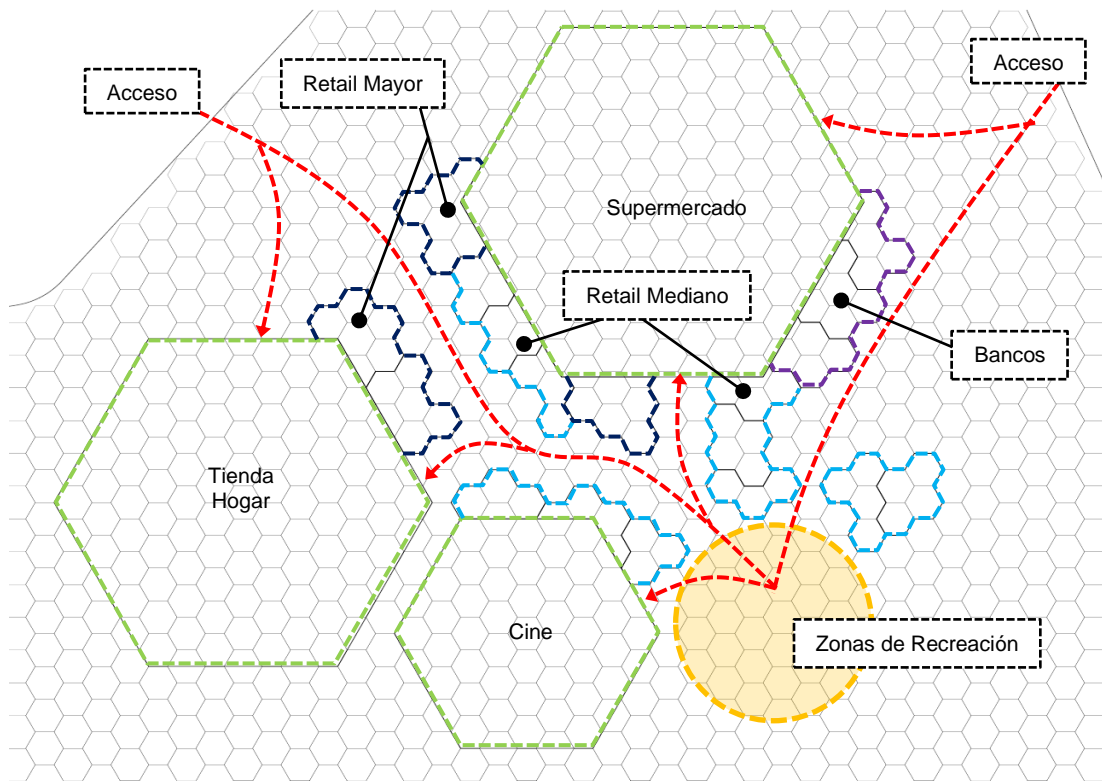 Acceso
Retail Mayor
Acceso
Supermercado
Retail Mediano
Bancos
Tienda
Hogar
Cine
Zonas de Recreación